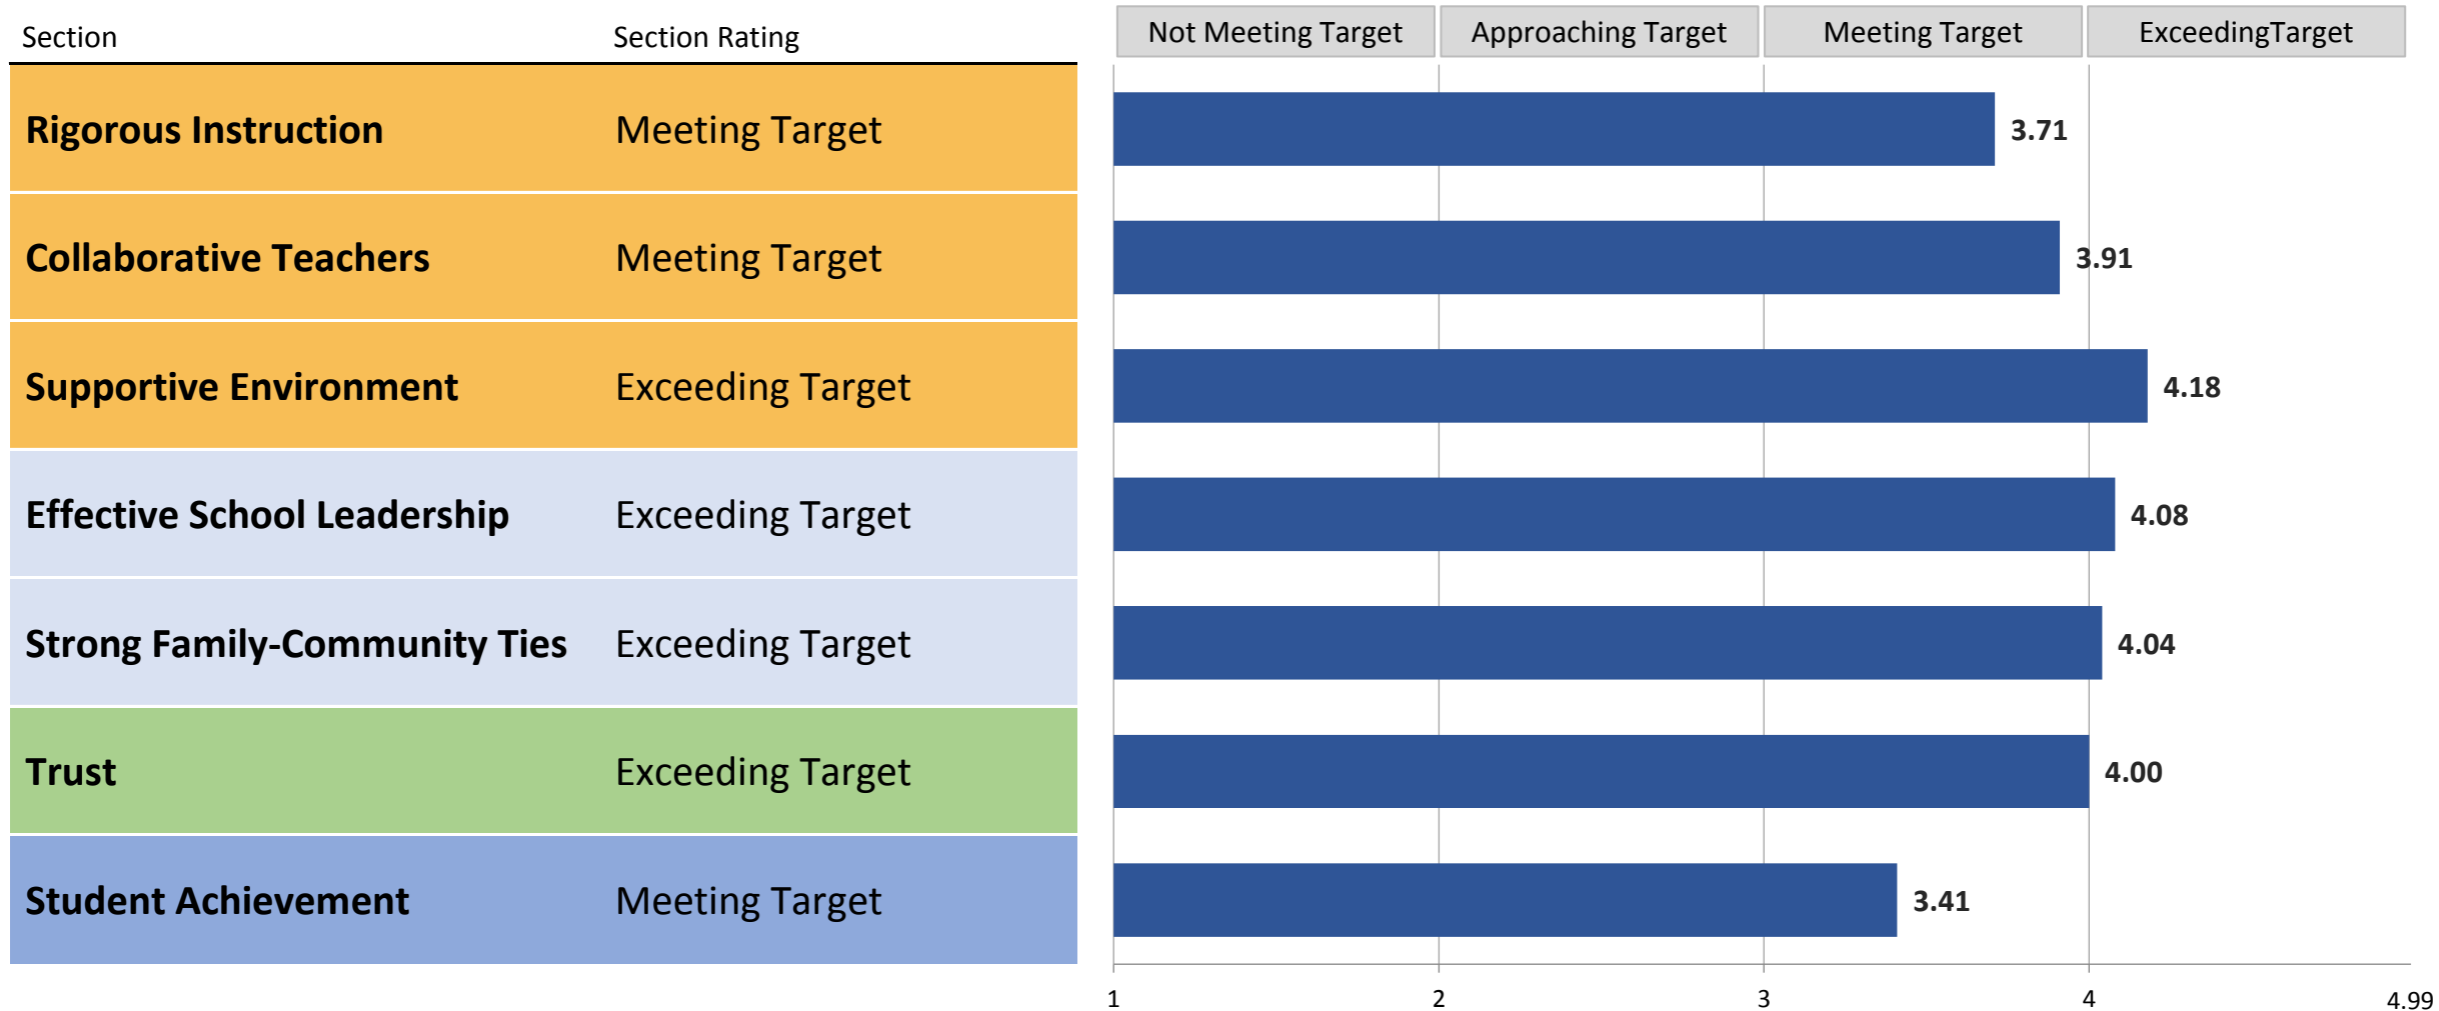 Section Section Rating Not Meeting Target Approaching Target Meeting Target ExceedingTarget
Rigorous Instruction Meeting Target 3.71
Collaborative Teachers Meeting Target 3.91
Supportive Environment Exceeding Target 4.18
Effective School Leadership Exceeding Target 4.08
Strong Family-Community Ties Exceeding Target 4.04
Trust Exceeding Target 4.00
Student Achievement Meeting Target 3.41
1 2 3 4 4.99